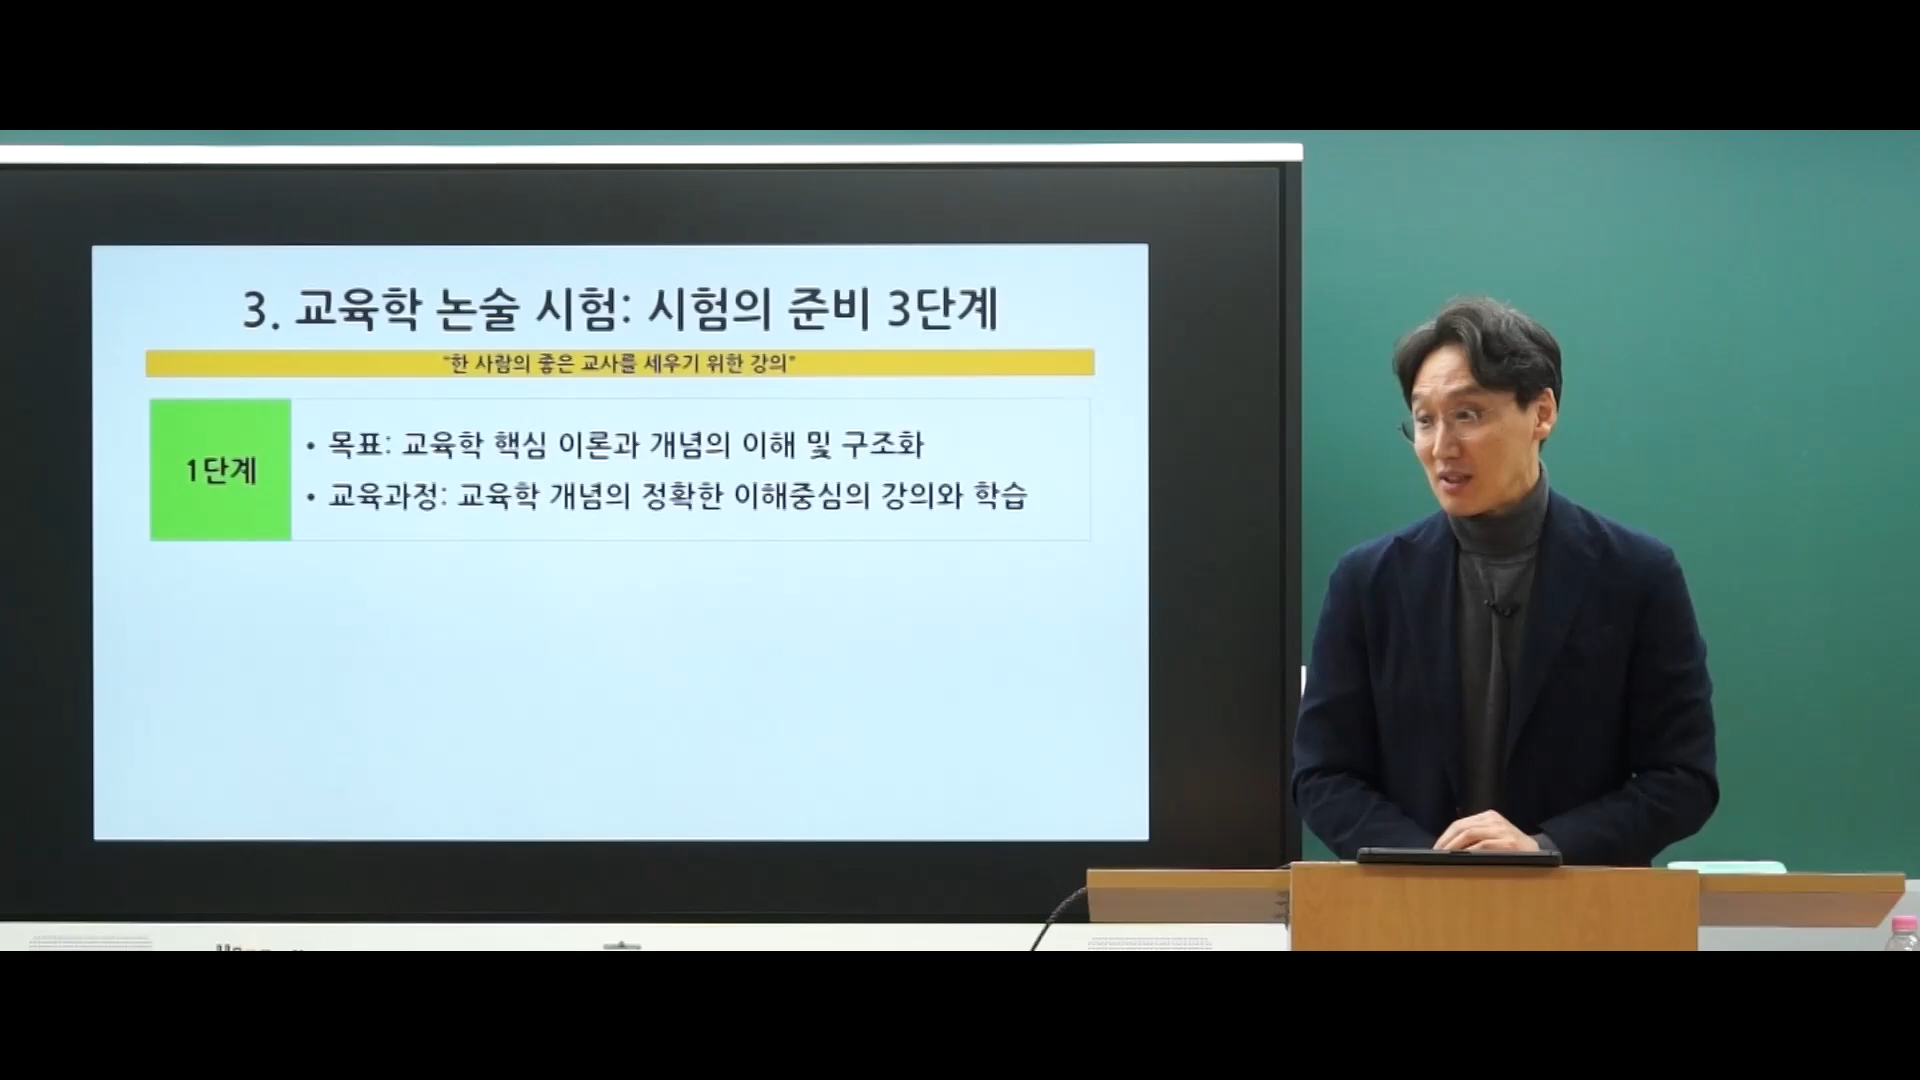 3. 교육학 논술 시험: 시험의 준비 3단계
"한 사람의 좋은 교사를 세우기 위한 강의"
1단계
• 목표: 교육학 핵심 이론과 개념의 이해 및 구조화
• 교육과정: 교육학 개념의 정확한 이해중심의 강의와 학습